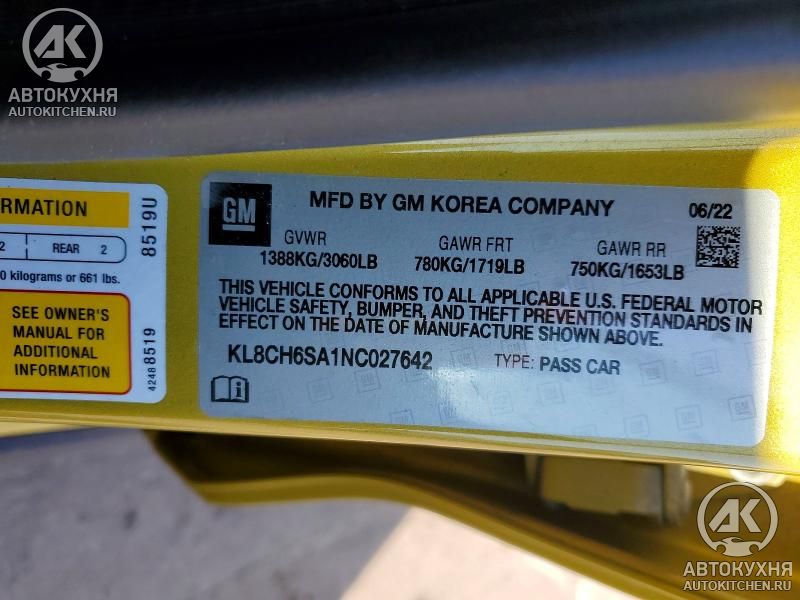 АК
АВТОКУХНЯ
AUTOKITCHEN.RU
RMATION
2 REAR 2
0 kilograms or 661 lbs.
SEE OWNER'S
MANUAL FOR
ADDITIONAL
INFORMATION
8519U
42488519
GM
MFD BY GM KOREA COMPANY
06/22
GVWR GAWR FRT GAWR RR
1388KG/3060LB 780KG/1719LB 750KG/1653LB
THIS VEHICLE CONFORMS TO ALL APPLICABLE U.S. FEDERAL MOTOR
VEHICLE SAFETY, BUMPER, AND THEFT PREVENTION STANDARDS IN
EFFECT ON THE DATE OF MANUFACTURE SHOWN ABOVE.
KL8CH6SA1NC027642 TYPE: PASS CAR
АК
АВТОКУХНЯ
AUTOKITCHEN.RU